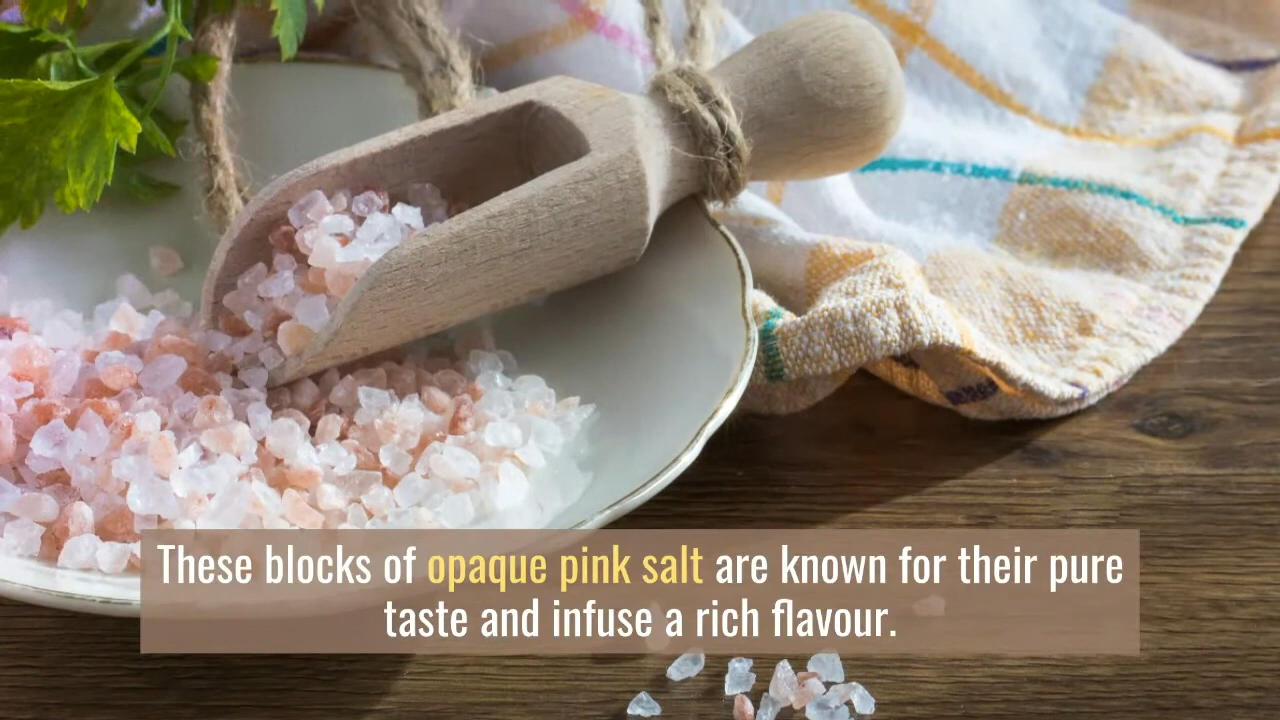 These blocks of opaque pink salt are known for their pure
taste and infuse a rich flavour.